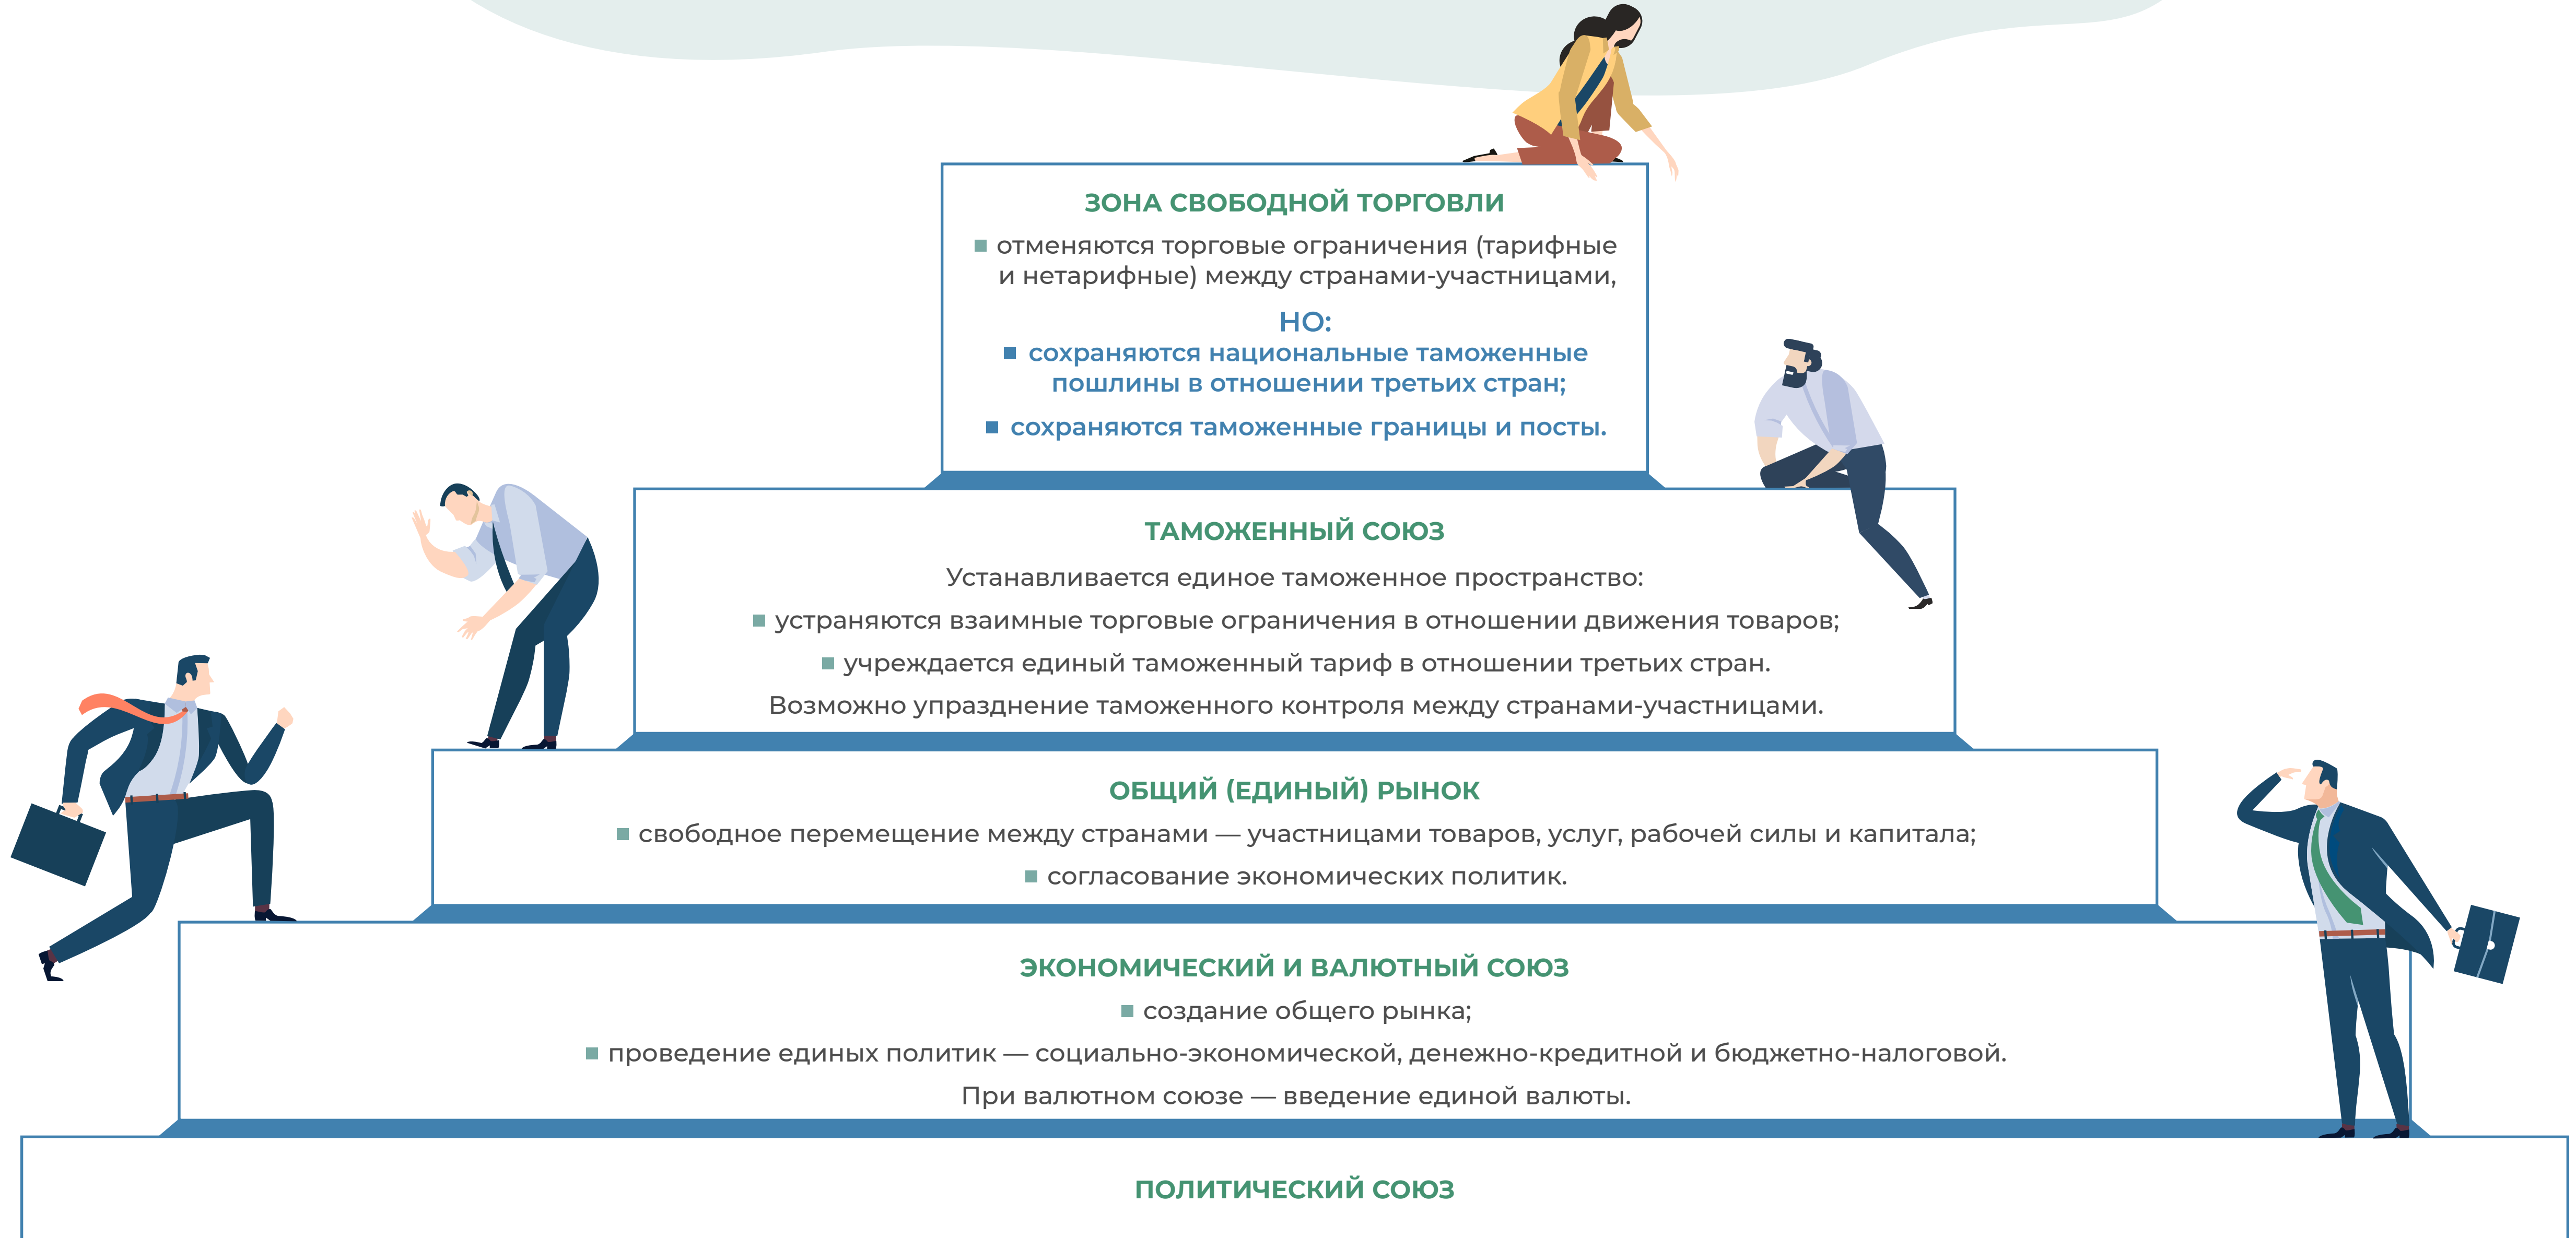 ЗОНА СВОБОДНОЙ ТОРГОВЛИ
отменяются торговые ограничения (тарифные
и нетарифные) между странами-участницами,
НО:
сохраняются национальные таможенные
пошлины в отношении третьих стран;
сохраняются таможенные границы и посты.
ТАМОЖЕННЫЙ СОЮЗ
Устанавливается единое таможенное пространство:
устраняются взаимные торговые ограничения в отношении движения товаров;
учреждается единый таможенный тариф в отношении третьих стран.
Возможно упразднение таможенного контроля между странами-участницами.
ОБЩИЙ (ЕДИНЫЙ) РЫНОК
свободное перемещение между странами — участницами товаров, услуг, рабочей силы и капитала;
согласование экономических политик.
ЭКОНОМИЧЕСКИЙ И ВАЛЮТНЫЙ СОЮЗ
создание общего рынка;
проведение единых политик — социально-экономической, денежно-кредитной и бюджетно-налоговой.
При валютном союзе — введение единой валюты.
ПОЛИТИЧЕСКИЙ СОЮЗ